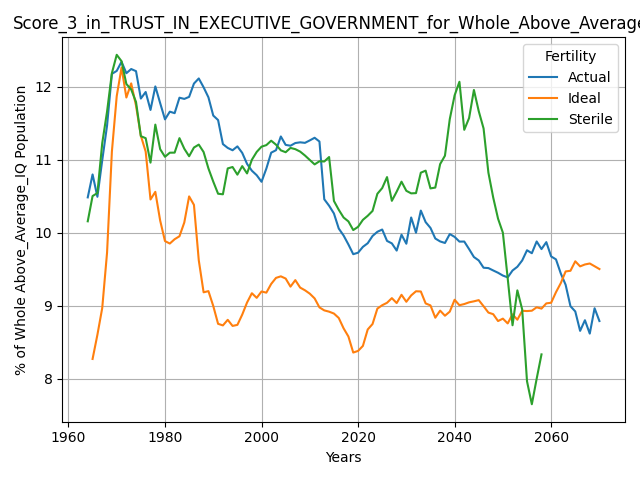 Score_3_in_TRUST_IN_EXECUTIVE_GOVERNMENT_for_Whole_Above_Average
Fertility
Actual
Ideal
Sterile
% of Whole Above_Average_IQ Population
12
11
10
9
8
1960
1980
2000
2020
2040
2060
Years